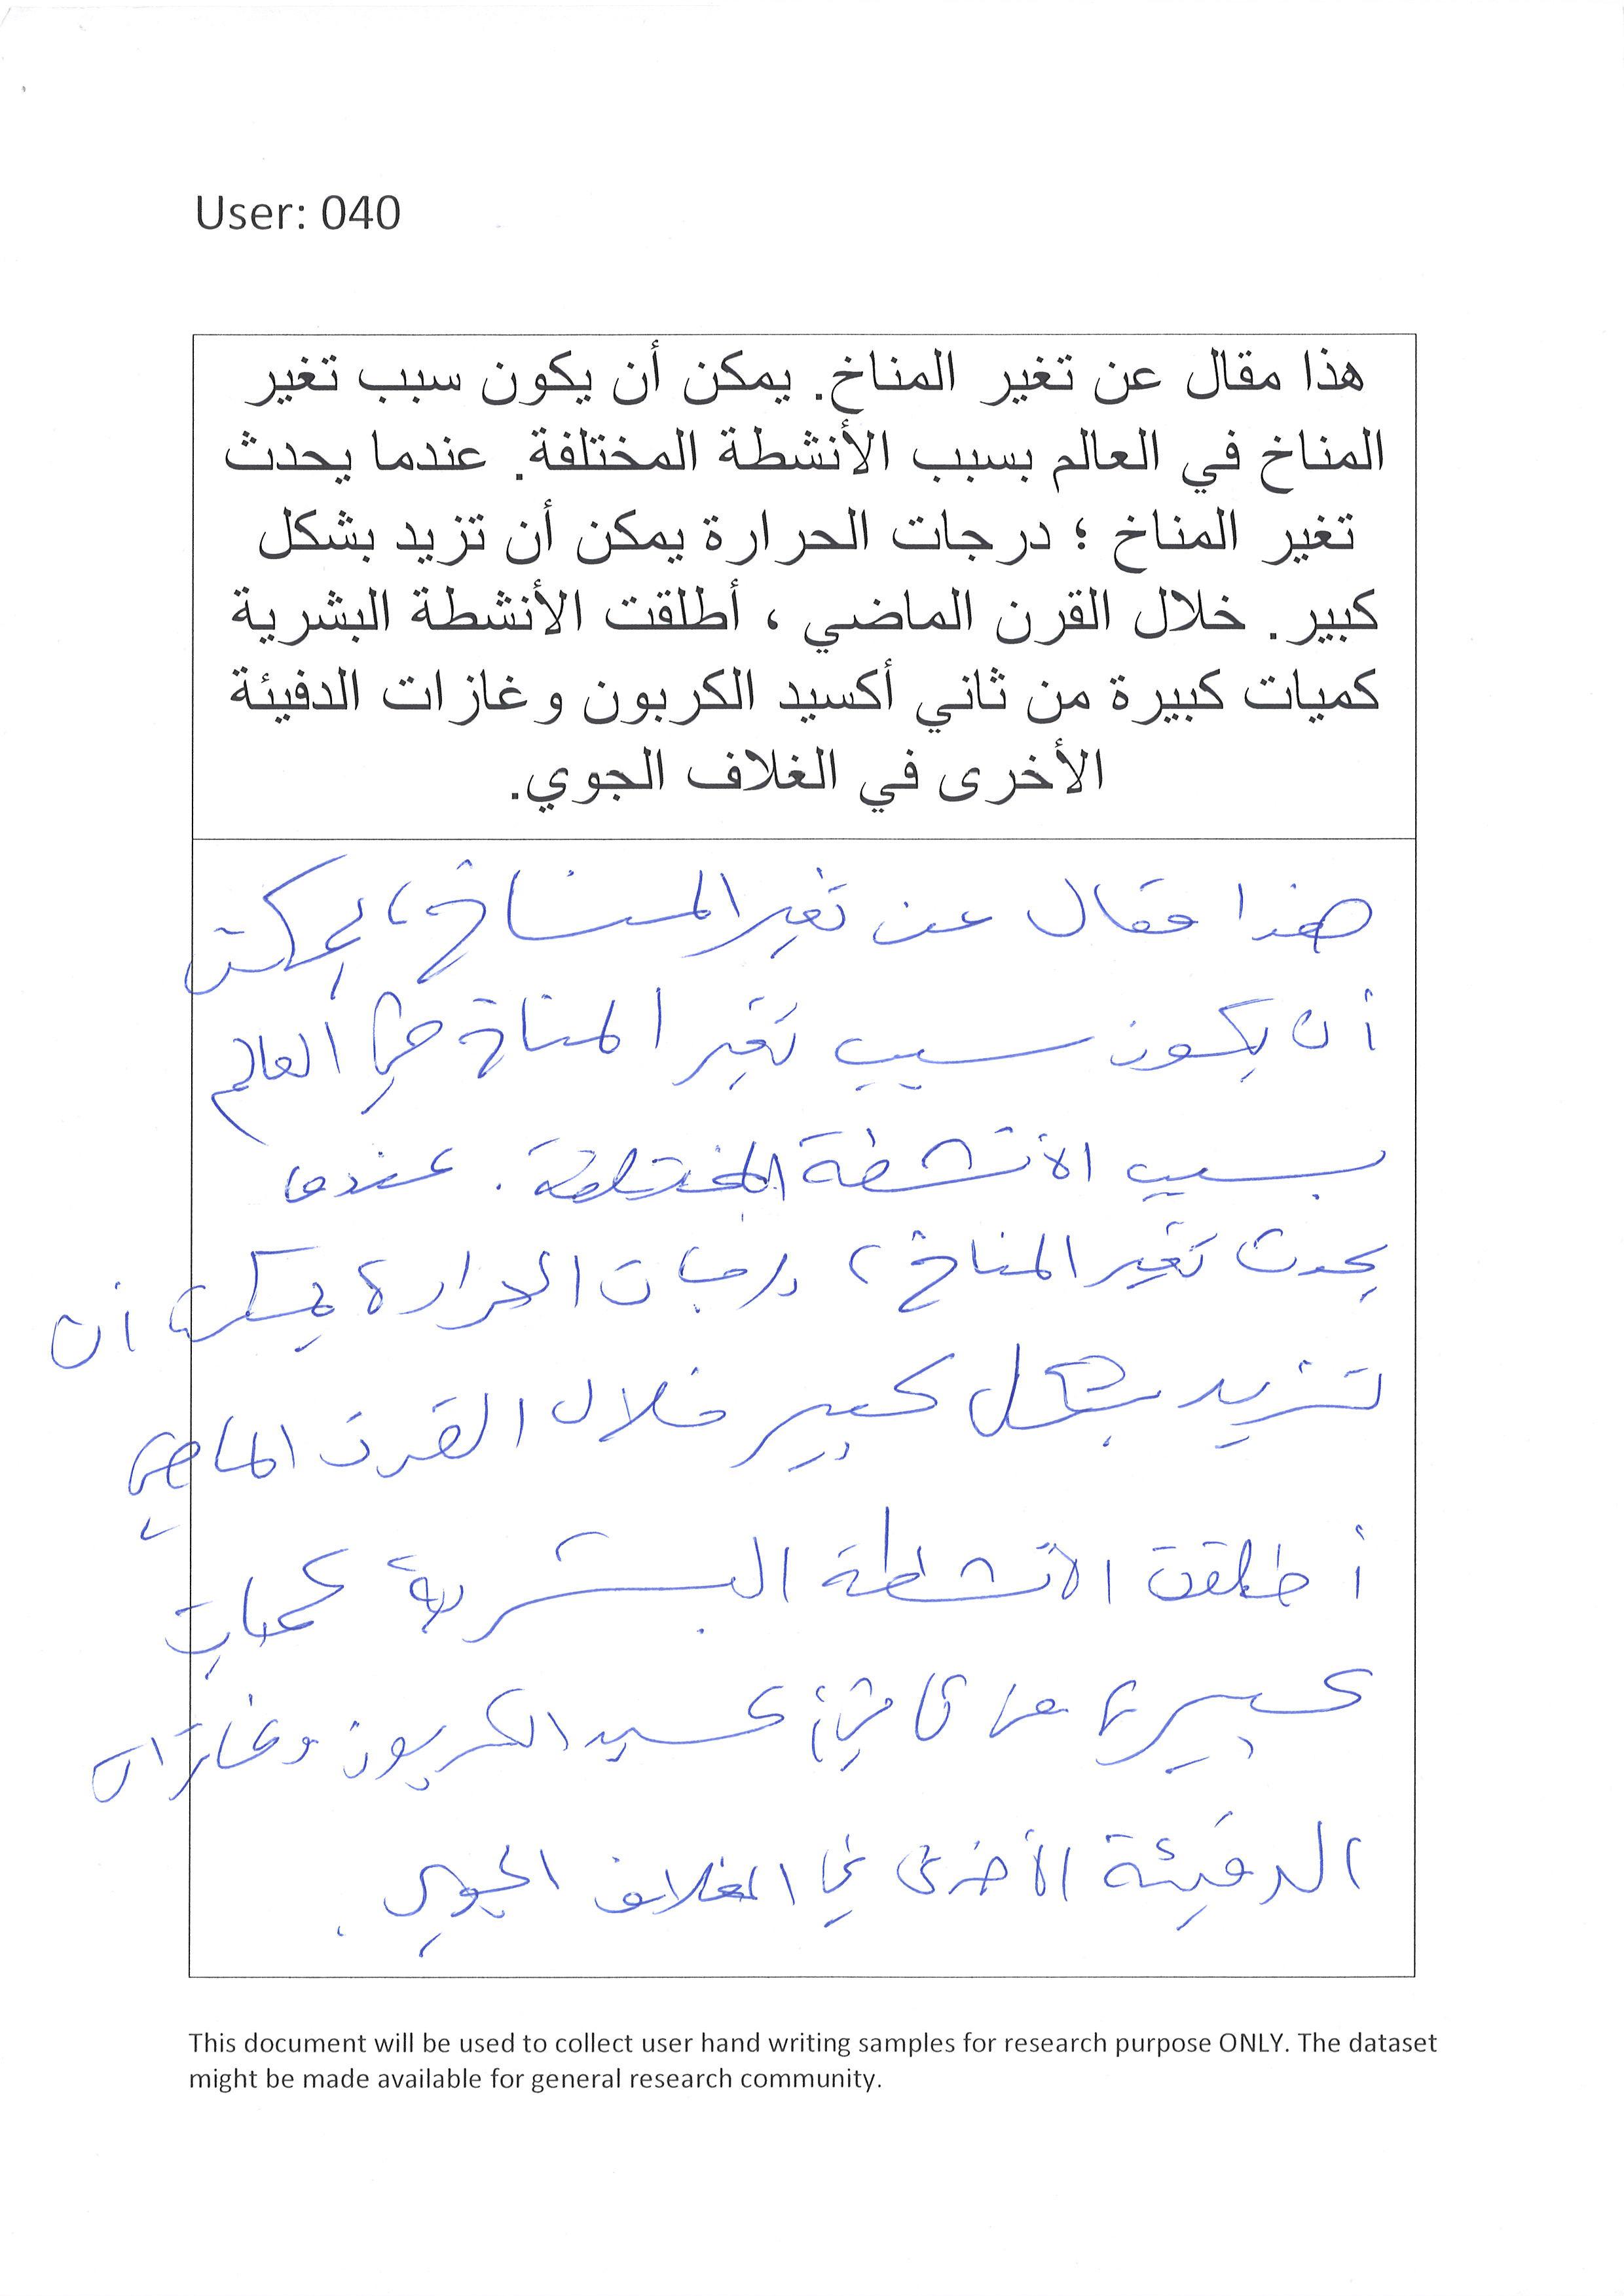 User: 040
هذا مقال عن تغير المناخ. يمكن أن يكون سبب تغير
المناخ في العالم بسبب الأنشطة المختلفة. عندما يحدث
تغير المناخ ؛ درجات الحرارة يمكن أن تزيد بشكل
كبير. خلال القرن الماضي ، أطلقت الأنشطة البشرية
كميات كبيرة من ثاني أكسيد الكربون وغازات الدفيئة
الأخرى في الغلاف الجوي.
هذا مقال عن تغير المناخ، يمكن
أن يكون سبب تغير المناخ في العالم
بسبب الأنشطة المختلفة. عندما
يحدث تغير المناخ، درجات الحرارة يمكن أن
تزيد بشكل كبير خلال القرن الماضي
أطلقت الأنشطة البشرية كميات
كبيرة من ثاني أكسيد الكربون وغازات
الدفيئة الأخرى في الغلاف الجوي.
This document will be used to collect user hand writing samples for research purpose ONLY. The dataset
might be made available for general research community.